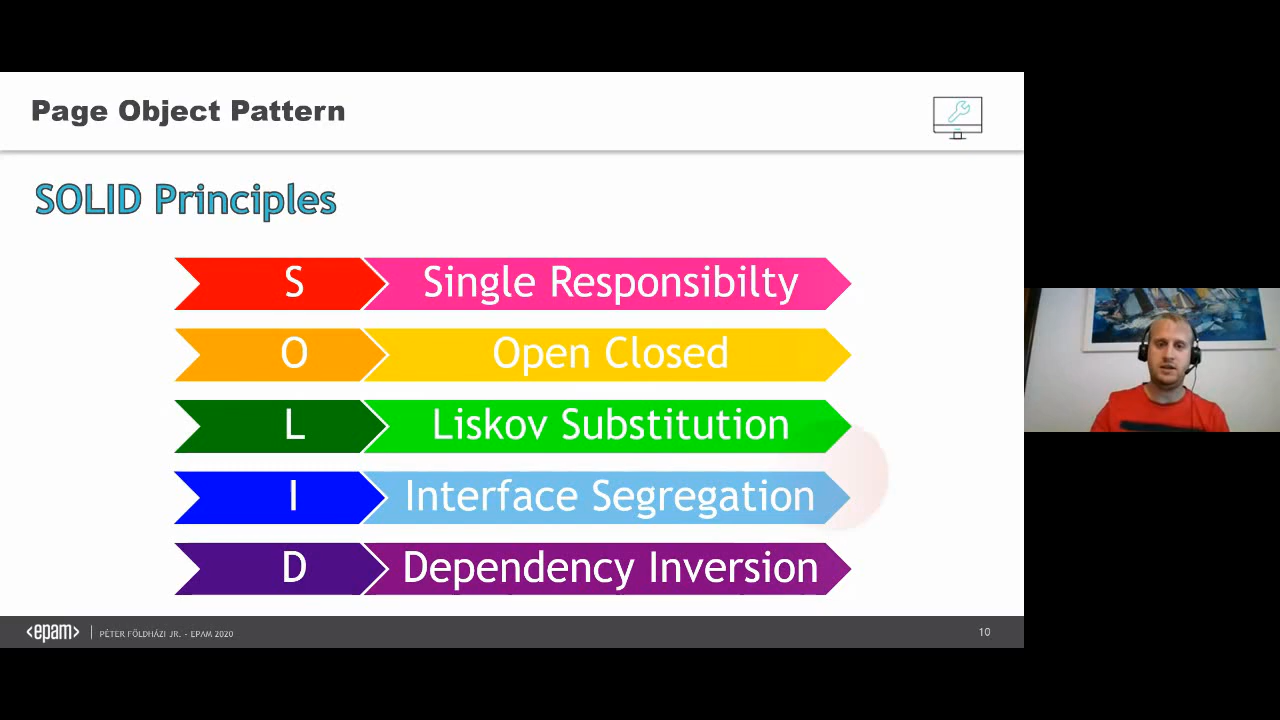 Page Object Pattern
SOLID Principles
S Single Responsibilty
O Open Closed
L Liskov Substitution
I Interface Segregation
D Dependency Inversion
<epam> | PÉTER FÖLDHÁZI JR. - EPAM 2020 10